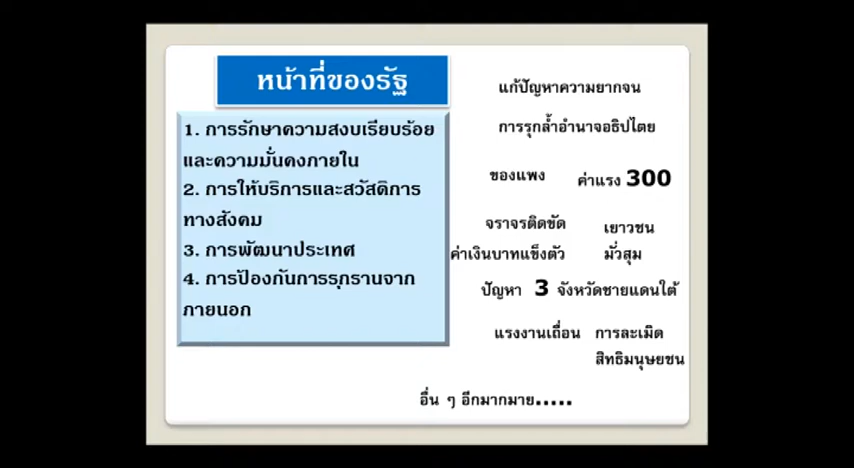 หน้าที่ของรัฐ
1. การรักษาความสงบเรียบร้อย
และความมั่นคงภายใน
2. การให้บริการและสวัสดิการ
ทางสังคม
3. การพัฒนาประเทศ
4. การป้องกันการรุกรานจาก
ภายนอก
แก้ปัญหาความยากจน
การรุกล้ำอำนาจอธิปไตย
ของแพง
ค่าแรง 300
จราจรติดขัด
เยาวชน
มั่วสุม
ค่าเงินบาทแข็งตัว
ปัญหา 3 จังหวัดชายแดนใต้
แรงงานเถื่อน
การละเมิด
สิทธิมนุษยชน
อื่น ๆ อีกมากมาย.....